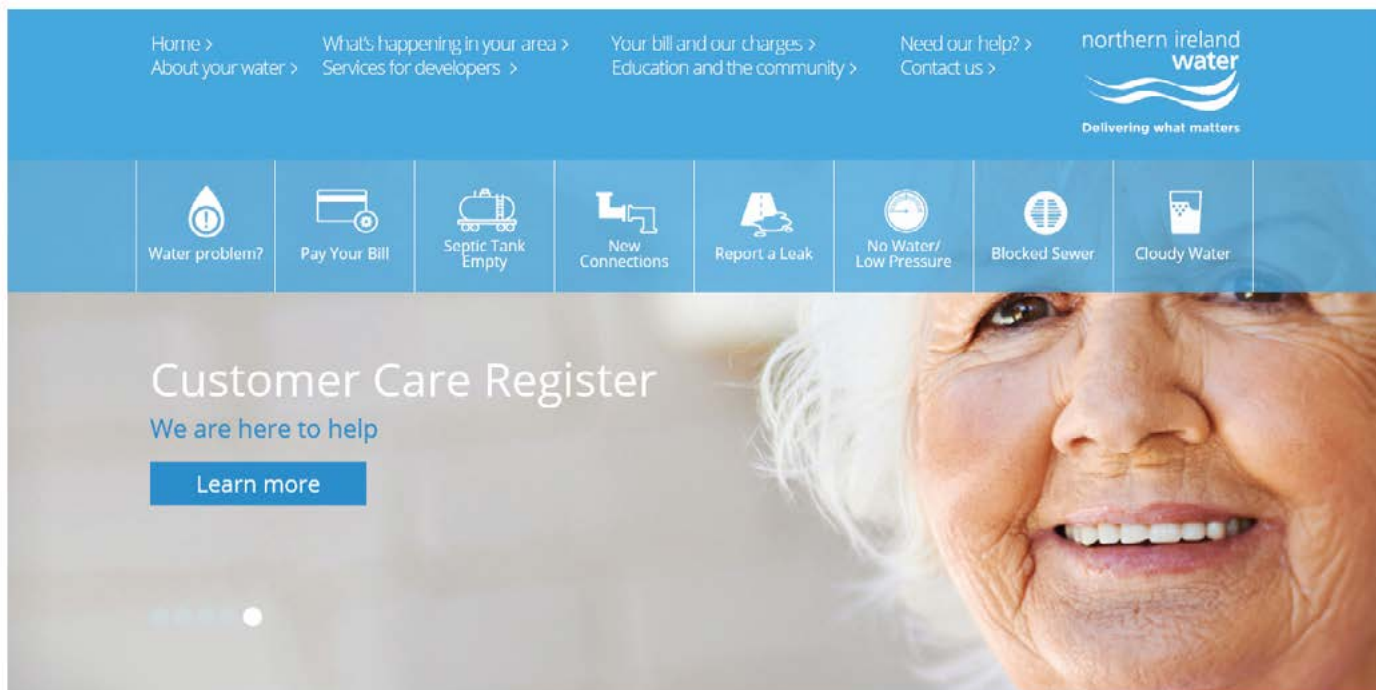 Home >
About your water >
What's happening in your area >
Services for developers >
Your bill and our charges >
Education and the community >
Need our help? >
Contact us >
northern ireland
water
Delivering what matters
Water problem?
Pay Your Bill
Septic Tank
Empty
New
Connections
Report a Leak
No Water/
Low Pressure
Blocked Sewer
Cloudy Water
Customer Care Register
We are here to help
Learn more